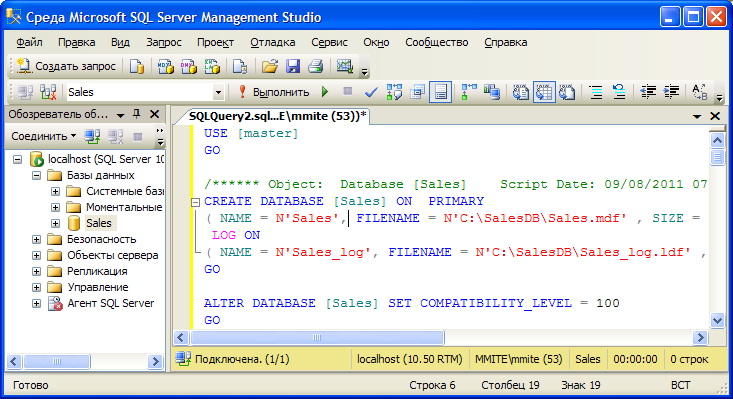 Среда Microsoft SQL Server Management Studio
Файл Правка Вид Запрос Проект Отладка Сервис Окно Сообщество Справка
Создать запрос
Sales Выполнить
Обозреватель об...
Соединить
localhost (SQL Server 10
Базы данных
Системные базы
Моментальные
Sales
Безопасность
Объекты сервера
Репликация
Управление
Агент SQL Server
SQLQuery2.sql...E\mmite (53))*
USE [master]
GO
/****** Object:  Database [Sales]    Script Date: 09/08/2011 07
CREATE DATABASE [Sales] ON  PRIMARY
( NAME = N'Sales', FILENAME = N'C:\SalesDB\Sales.mdf' , SIZE =
LOG ON
( NAME = N'Sales_log', FILENAME = N'C:\SalesDB\Sales_log.ldf' ,
GO
ALTER DATABASE [Sales] SET COMPATIBILITY_LEVEL = 100
GO
Подключена. (1/1) localhost (10.50 RTM) MMITE\mmite (53) Sales 00:00:00 0 строк
Готово Строка 6 Столбец 19 Знак 19 ВСТ